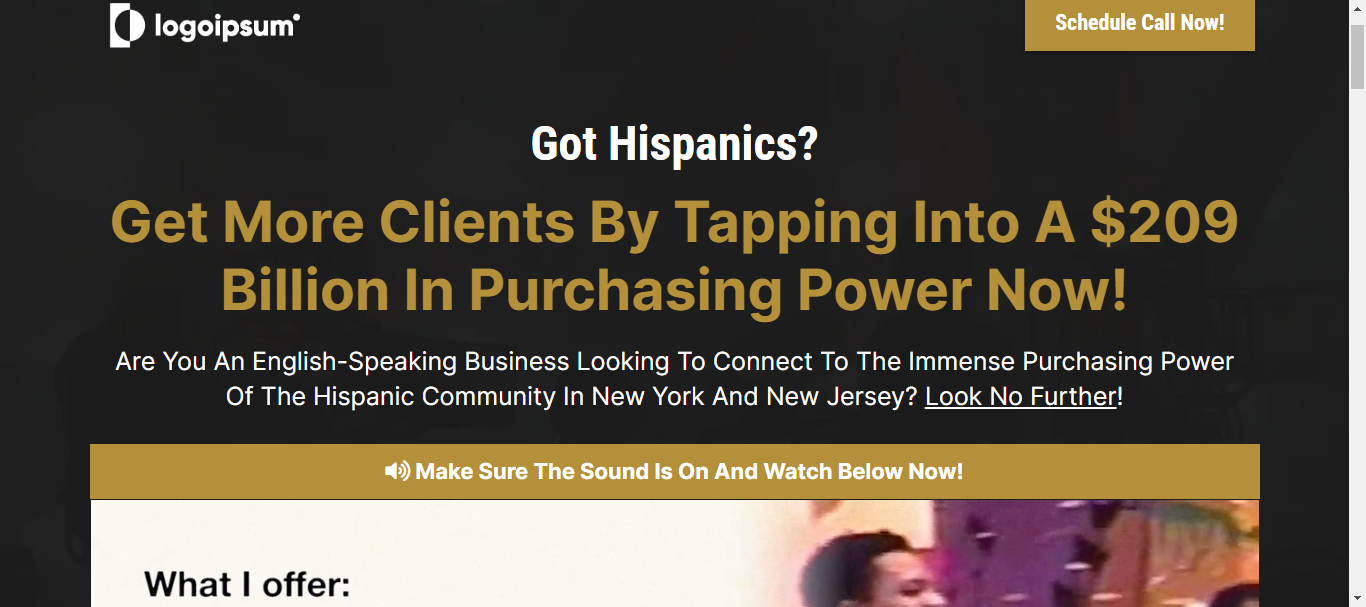 logoipsum
Schedule Call Now!
Got Hispanics?
Get More Clients By Tapping Into A $209
Billion In Purchasing Power Now!
Are You An English-Speaking Business Looking To Connect To The Immense Purchasing Power
Of The Hispanic Community In New York And New Jersey? Look No Further!
Make Sure The Sound Is On And Watch Below Now!
What I offer: